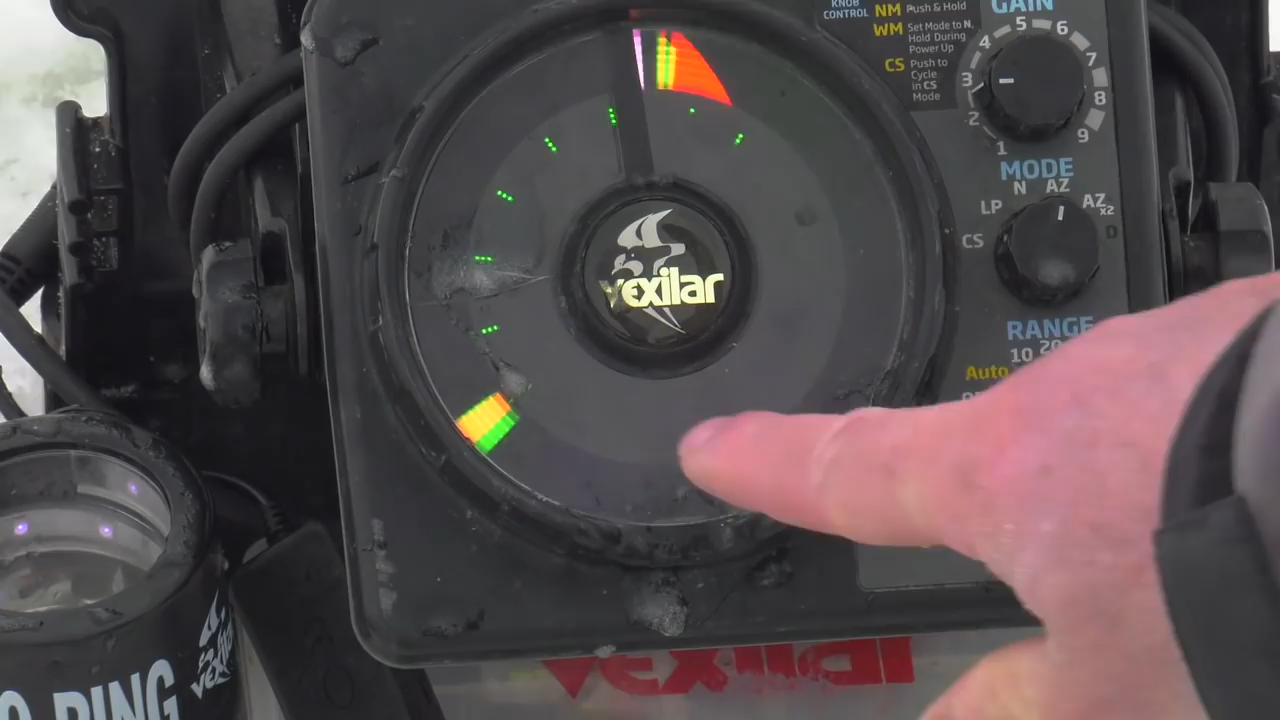 KNOB
CONTROL
NM Push & Hold
WM Set Mode to N,
Hold During
Power Up
CS Push to
Cycle
in CS
Mode
GAIN
1 2 3 4 5 6 7 8 9
MODE
CS LP N AZ AZx2 D
RANGE
10 20
Auto
vexilar
vexilar
vexilar